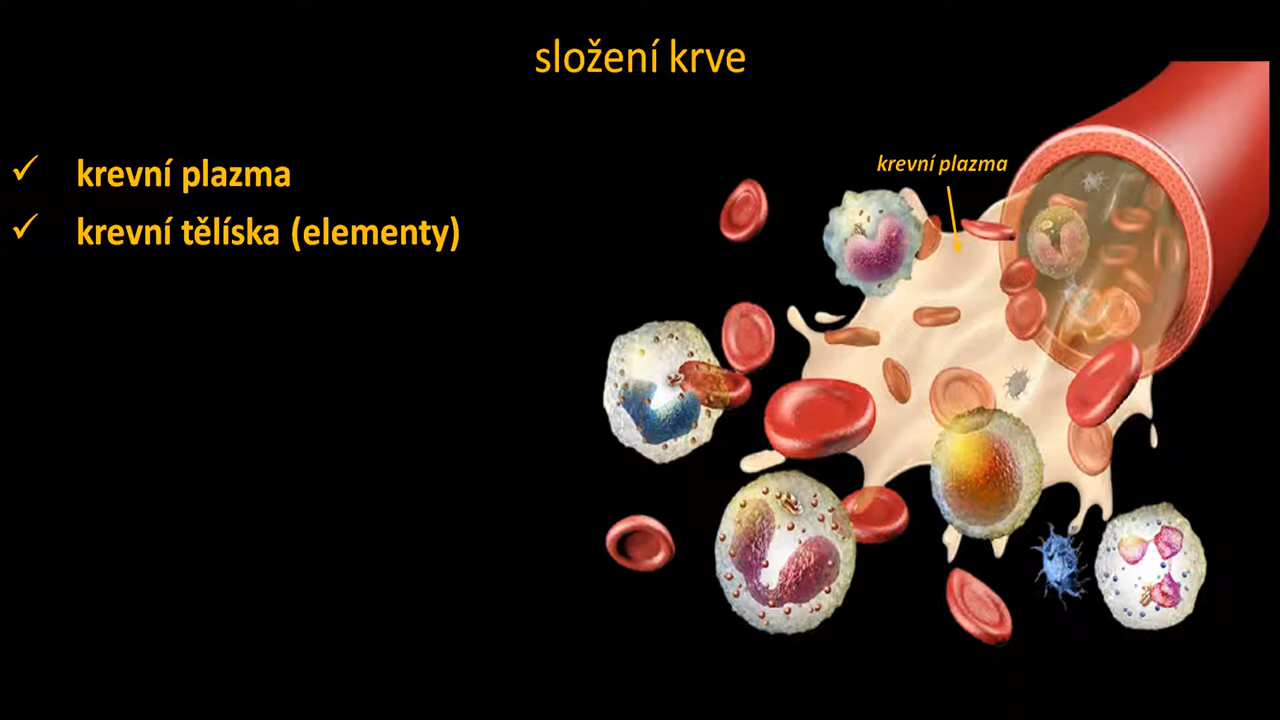 složení krve
krevní plazma
krevní tělíska (elementy)
krevní plazma